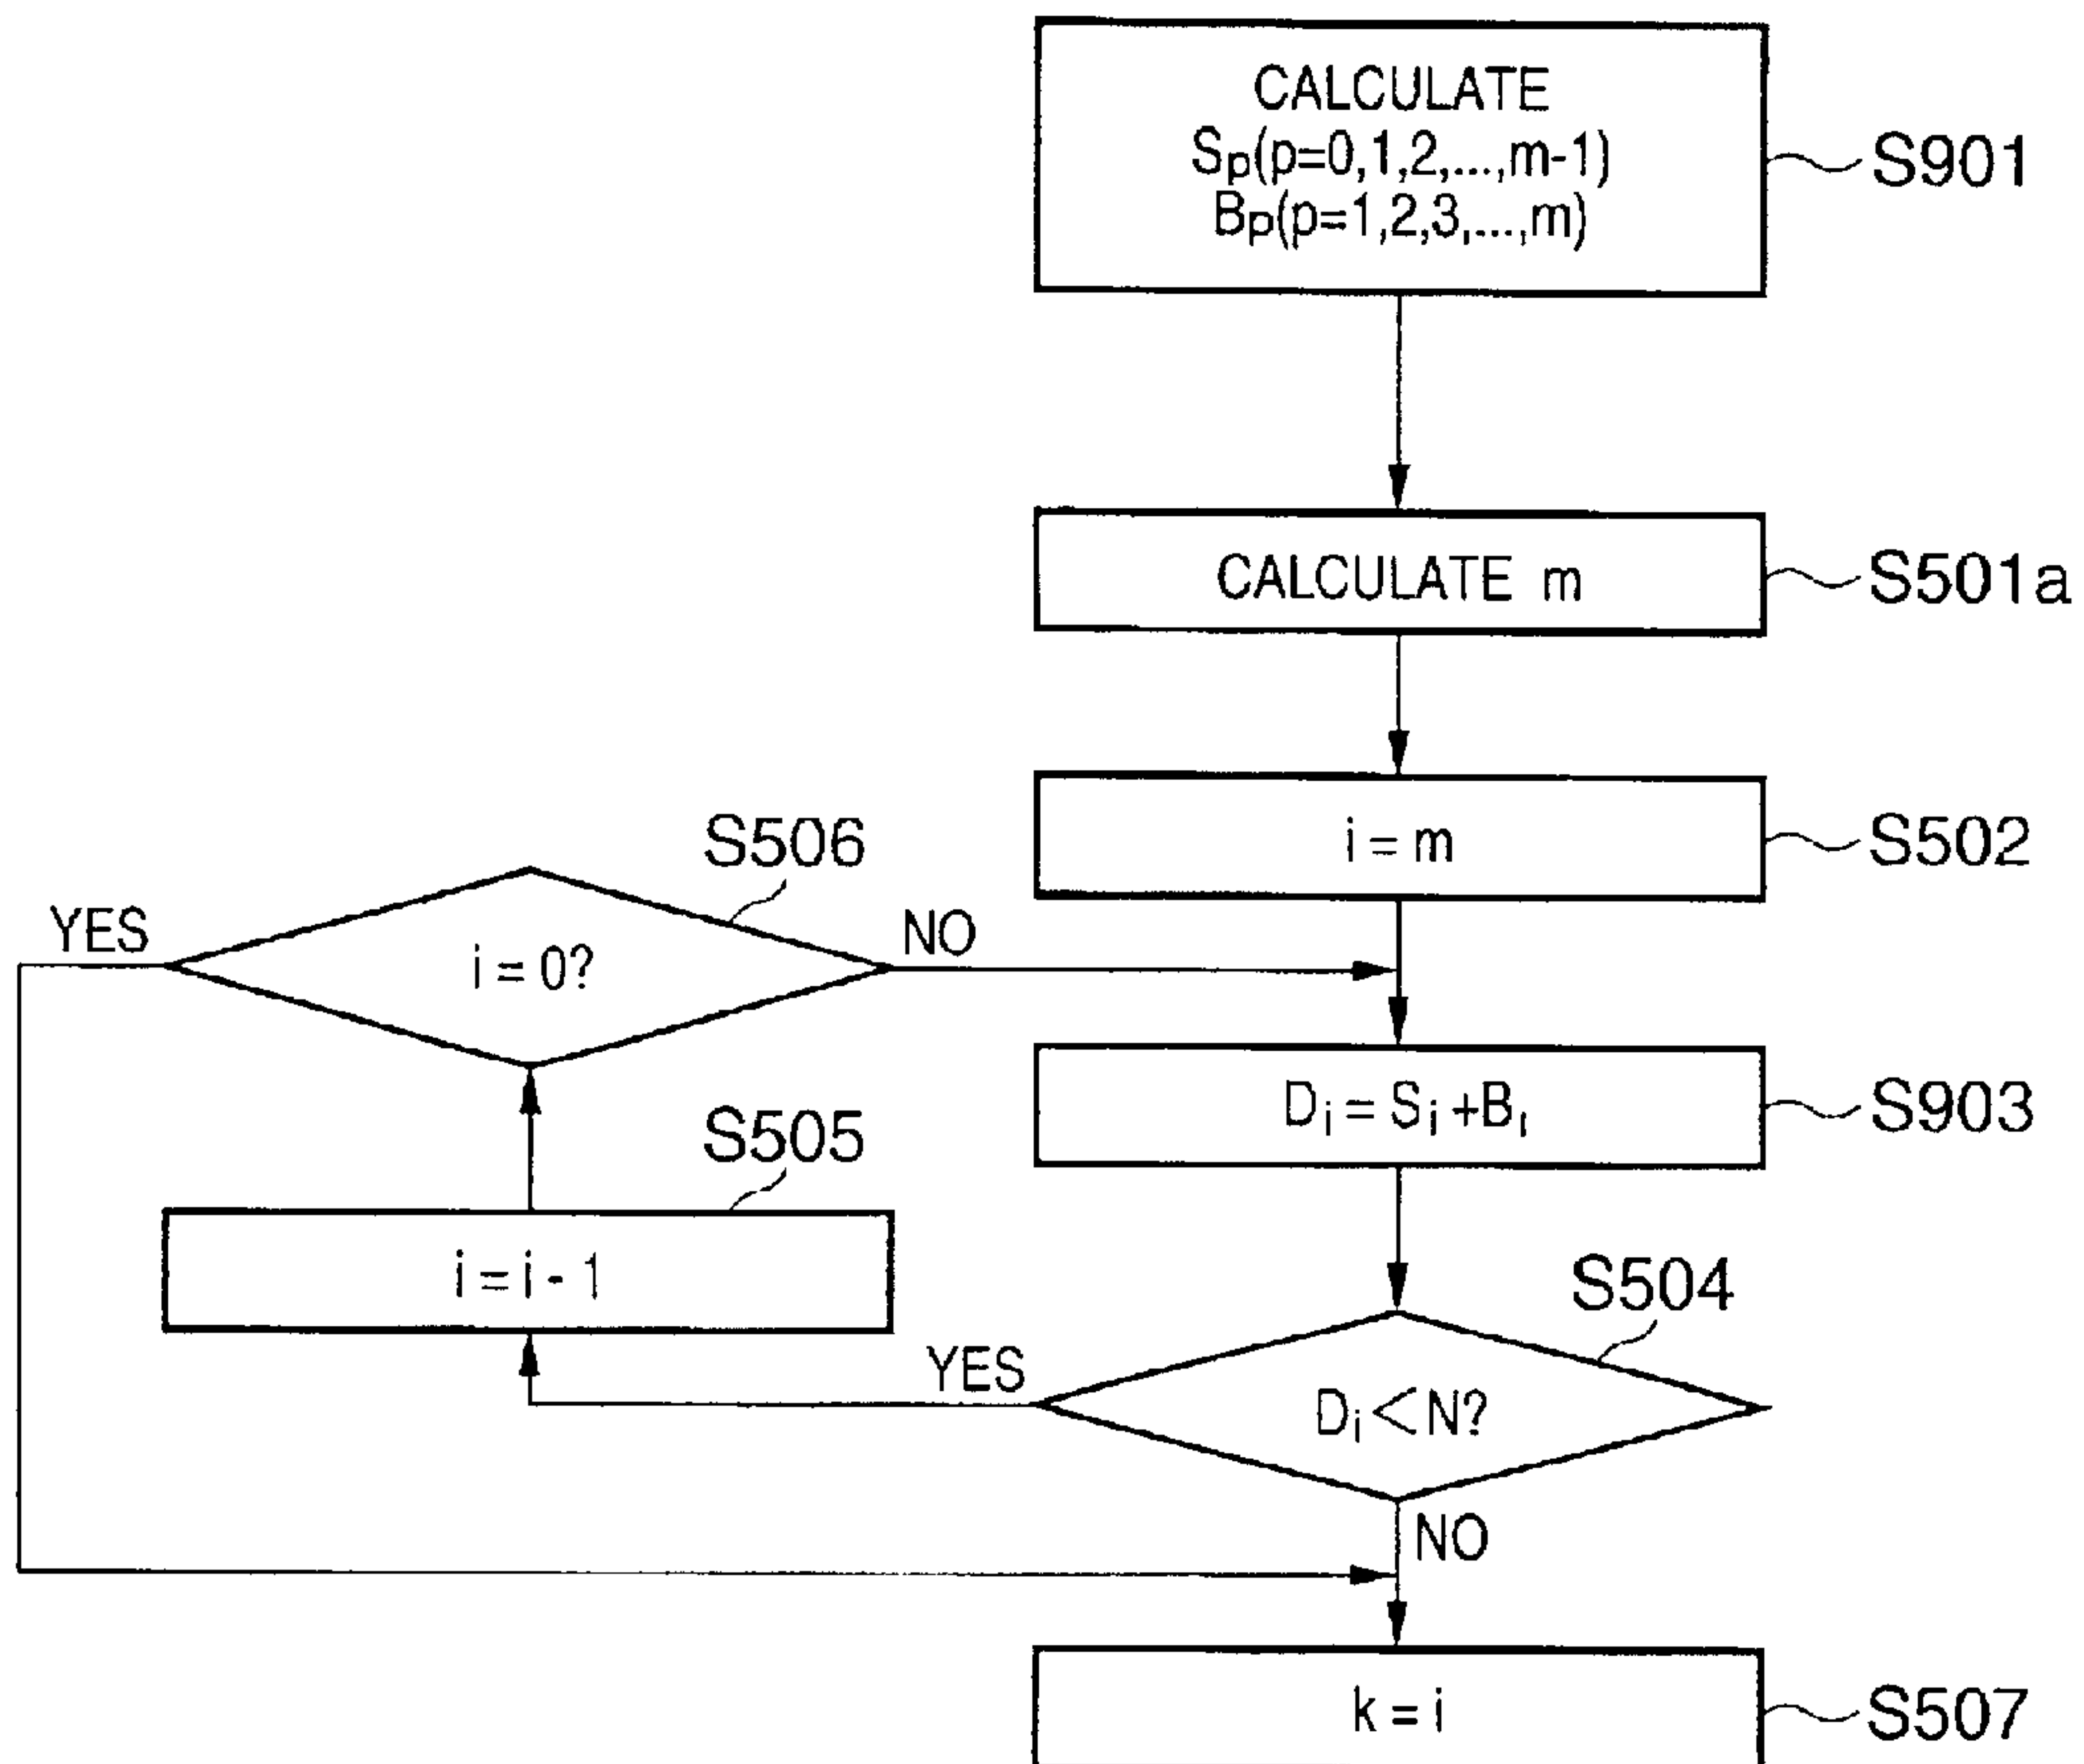 CALCULATE
Sp(p=0,1,2,...,m-1)
Bp(p=1,2,3,...,m)
S901
CALCULATE m
S501a
i = m
S502
S506
YES
i = 0?
NO
Di = Si +Bi
S903
S505
i = i - 1
S504
YES
Di < N?
NO
k = i
S507